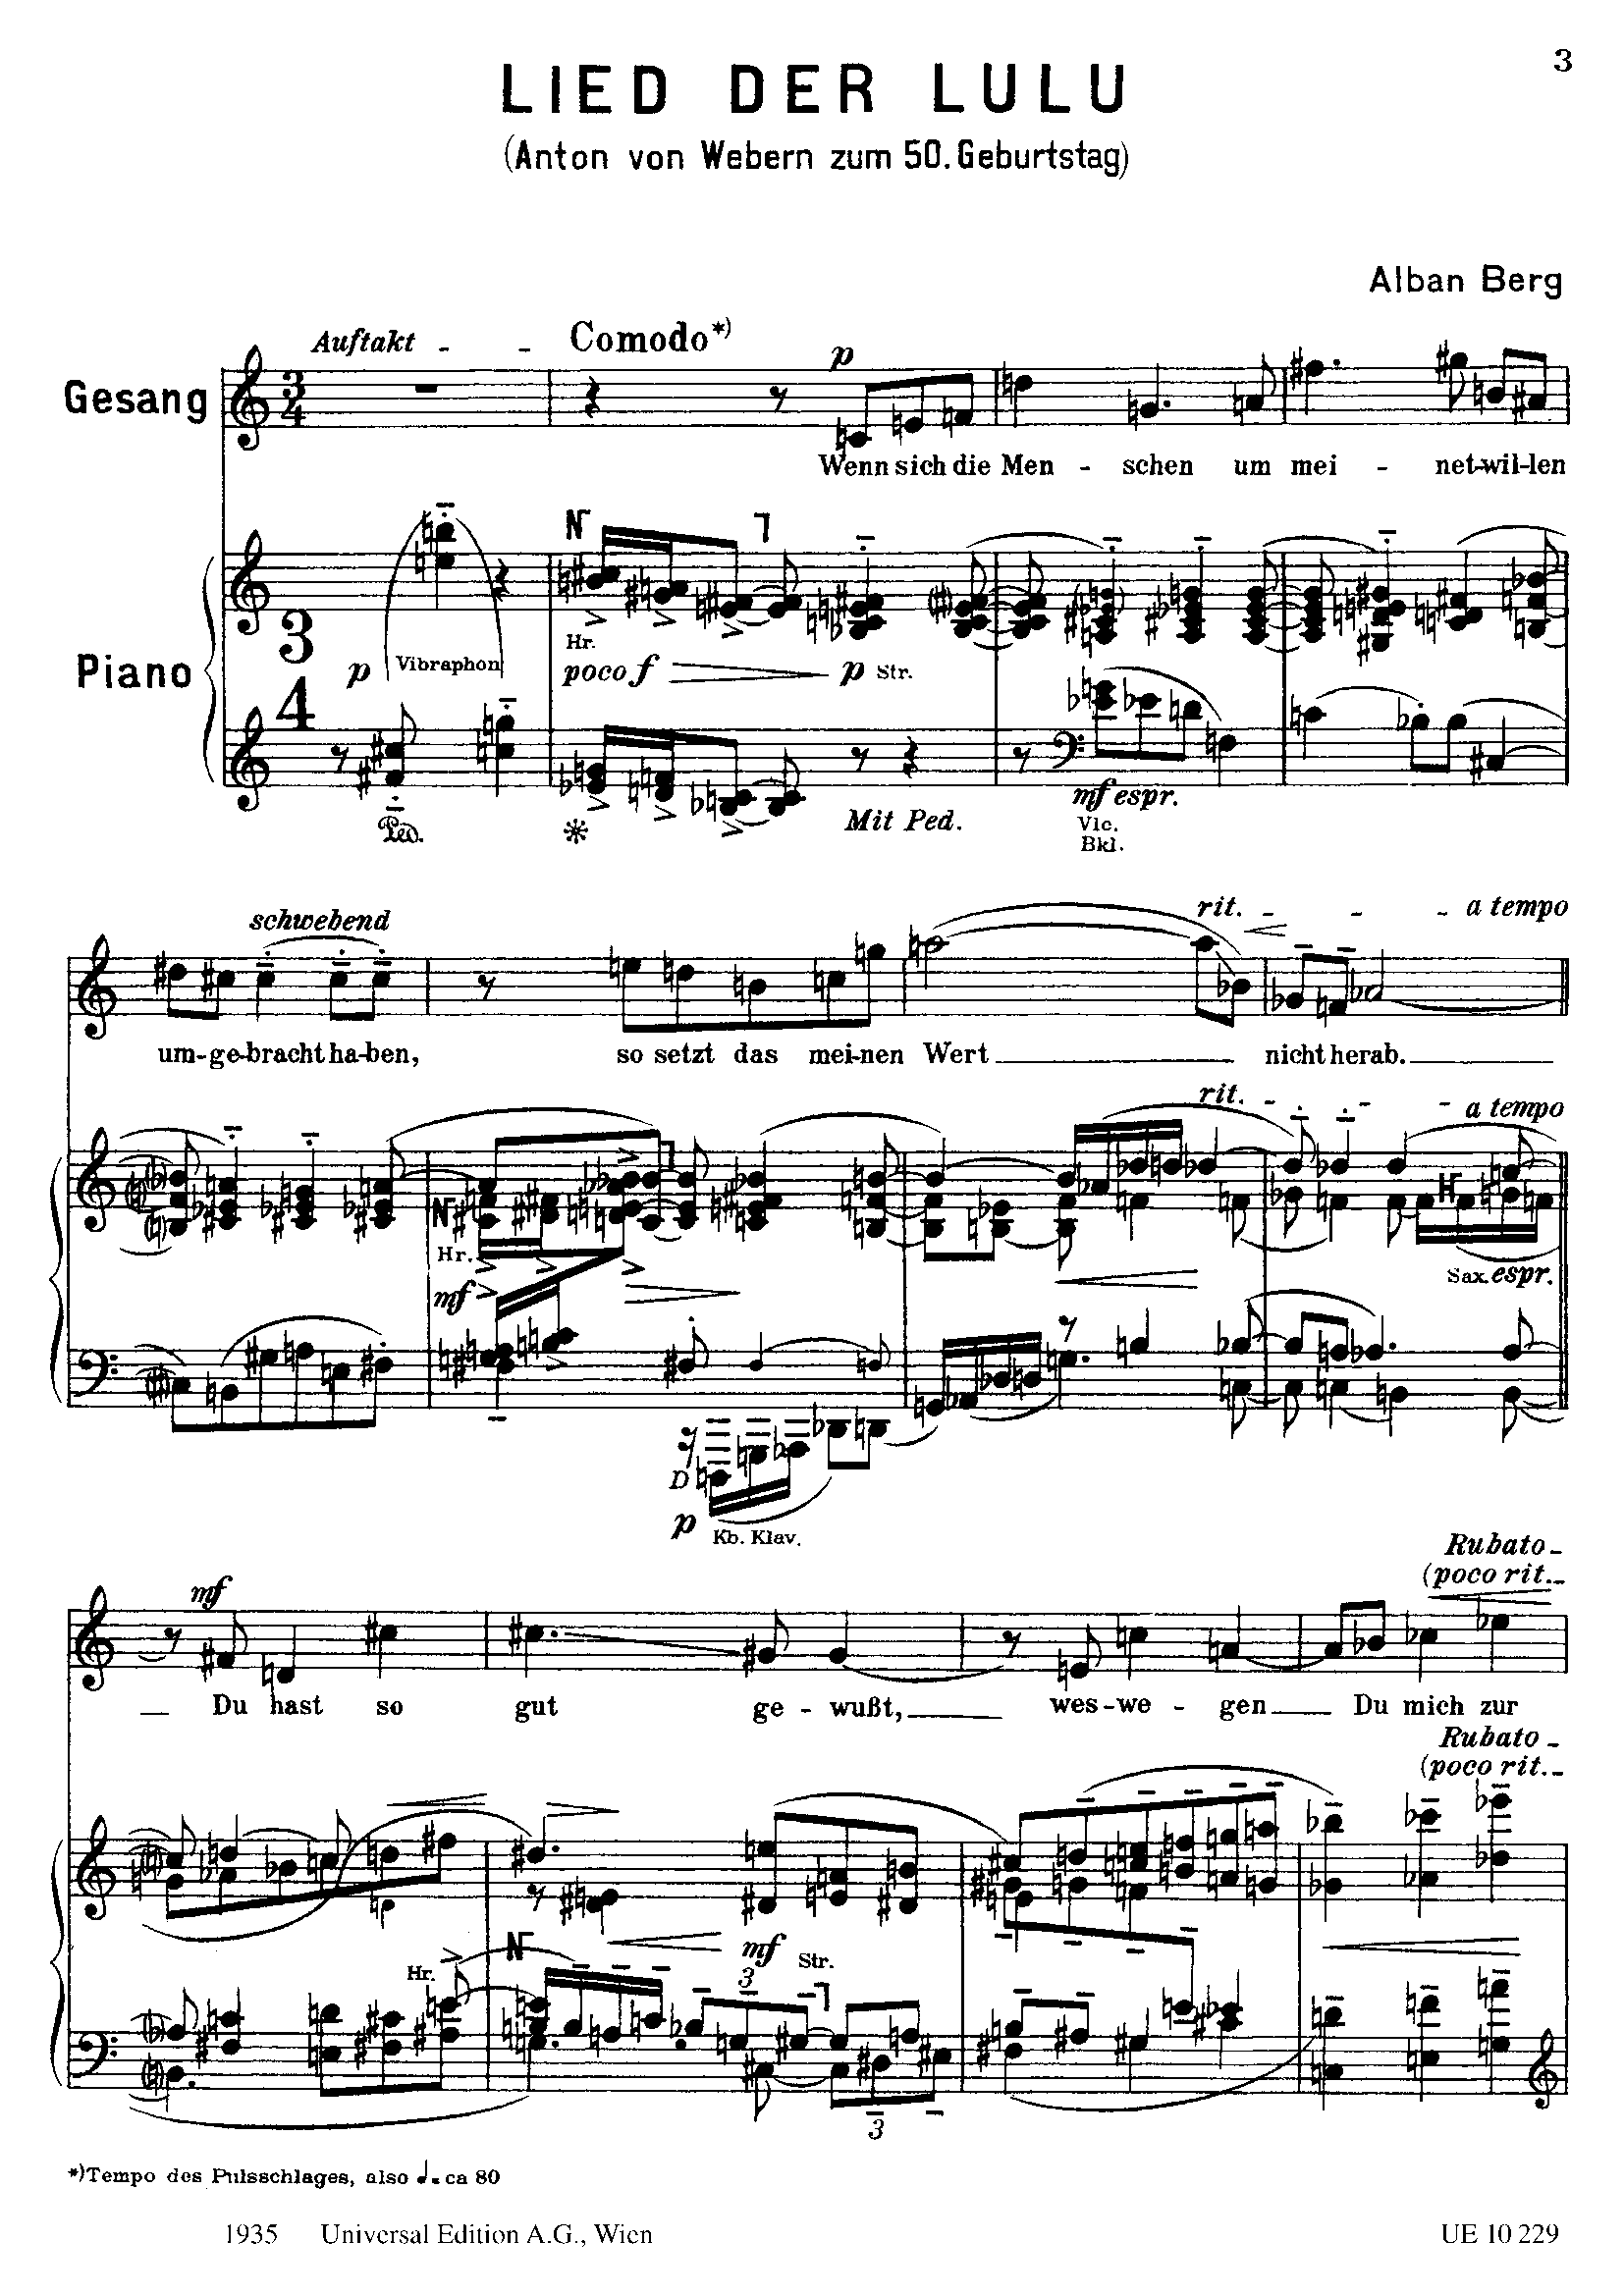 3
LIED DER LULU
(Anton von Webern zum 50. Geburtstag)
Alban Berg
Auftakt - -
Comodo*)
p
Gesang
3
4
Wenn sich die Men - schen um mei - net-wil-len
Piano
3
4
p
Vibraphon
Hr.
poco f
p
Str.
Ped.
Mit Ped.
mf espr.
Vlc.
Bkl.
schwebend
rit. - - - a tempo
um-ge-bracht ha-ben, so setzt das mei-nen Wert nicht herab.
rit. - - - a tempo
Hr.
mf
Sax. espr.
D
p
Kb. Klav.
Rubato -
(poco rit. -
mf
Du hast so gut ge - wußt, wes-we - gen Du mich zur
Rubato -
(poco rit. -
Hr.
mf
Str.
3
3
*) Tempo des Pulsschlages, also ♩. ca 80
1935 Universal Edition A.G., Wien
UE 10 229